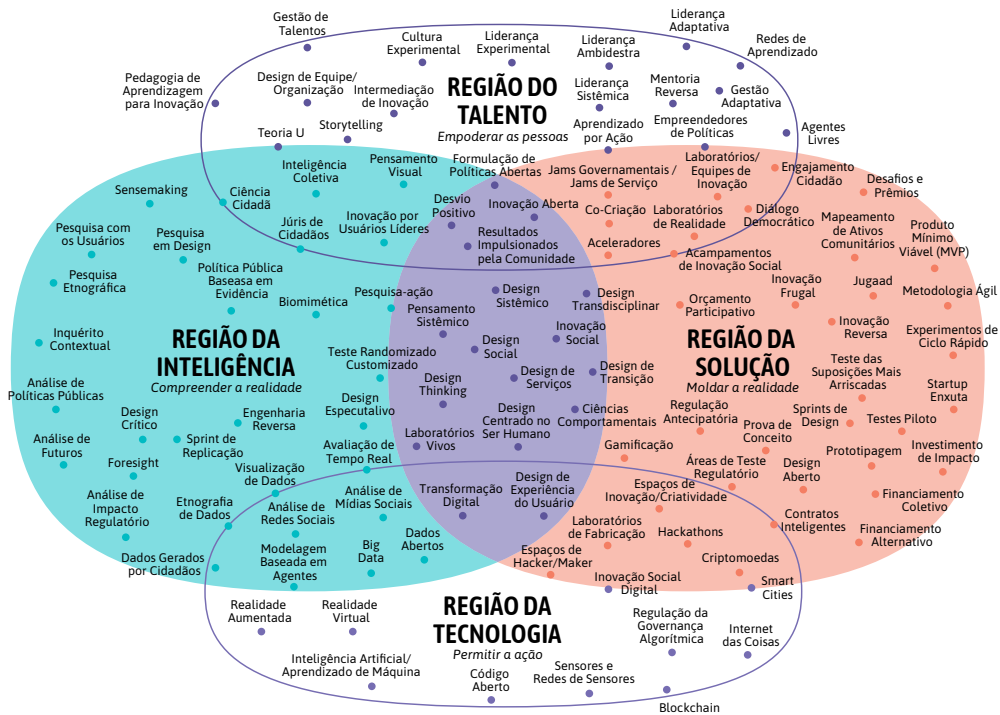 Gestão de
Talentos
Cultura
Experimental
Liderança
Experimental
Liderança
Ambidestra
Liderança
Adaptativa
Redes de
Aprendizado
Pedagogia de
Aprendizagem
para Inovação
Design de Equipe/
Organização
Intermediação
de Inovação
REGIÃO DO
TALENTO
Empoderar as pessoas
Liderança
Sistêmica
Mentoria
Reversa
Gestão
Adaptativa
Teoria U
Storytelling
Aprendizado
por Ação
Empreendedores
de Políticas
Agentes
Livres
Sensemaking
Ciência
Cidadã
Inteligência
Coletiva
Pensamento
Visual
Formulação de
Políticas Abertas
Jams Governamentais /
Jams de Serviço
Laboratórios/
Equipes de
Inovação
Engajamento
Cidadão
Desafios e
Prêmios
Júris de
Cidadãos
Inovação por
Usuários Líderes
Desvio
Positivo
Inovação Aberta
Resultados
Impulsionados
pela Comunidade
Co-Criação
Laboratórios
de Realidade
Diálogo
Democrático
Aceleradores
Acampamentos
de Inovação Social
Mapeamento
de Ativos
Comunitários
Produto
Mínimo
Viável (MVP)
Pesquisa com
os Usuários
Pesquisa
em Design
Pesquisa
Etnográfica
Política Pública
Baseasa em
Evidência
Biomimética
Pesquisa-ação
Design
Sistêmico
Design
Transdisciplinar
Orçamento
Participativo
Inovação
Frugal
Jugaad
Metodologia Ágil
Inquérito
Contextual
REGIÃO DA
INTELIGÊNCIA
Compreender a realidade
Pensamento
Sistêmico
Design
Social
Inovação
Social
REGIÃO DA
SOLUÇÃO
Moldar a realidade
Inovação
Reversa
Experimentos de
Ciclo Rápido
Teste Randomizado
Customizado
Design
Thinking
Design
de Serviços
Design de
Transição
Teste das
Suposições Mais
Arriscadas
Startup
Enxuta
Análise de
Políticas Públicas
Design
Crítico
Engenharia
Reversa
Design
Especutalivo
Design
Centrado no
Ser Humano
Ciências
Comportamentais
Regulação
Antecipatória
Prova de
Conceito
Sprints de
Design
Testes Piloto
Análise de
Futuros
Sprint de
Replicação
Avaliação de
Tempo Real
Laboratórios
Vivos
Gamificação
Prototipagem
Investimento
de Impacto
Foresight
Visualização
de Dados
Áreas de Teste
Regulatório
Design
Aberto
Análise de
Impacto
Regulatório
Etnografia
de Dados
Análise de
Redes Sociais
Análise de
Mídias Sociais
Transformação
Digital
Design de
Experiência
do Usuário
Espaços de
Inovação/Criatividade
Contratos
Inteligentes
Financiamento
Coletivo
Financiamento
Alternativo
Dados Gerados
por Cidadãos
Modelagem
Baseada em
Agentes
Big
Data
Dados
Abertos
Laboratórios
de Fabricação
Hackathons
Espaços de
Hacker/Maker
Criptomoedas
Inovação Social
Digital
Smart
Cities
Realidade
Aumentada
Realidade
Virtual
REGIÃO DA
TECNOLOGIA
Permitir a ação
Regulação da
Governança
Algorítmica
Internet
das Coisas
Inteligência Artificial/
Aprendizado de Máquina
Código
Aberto
Sensores e
Redes de Sensores
Blockchain